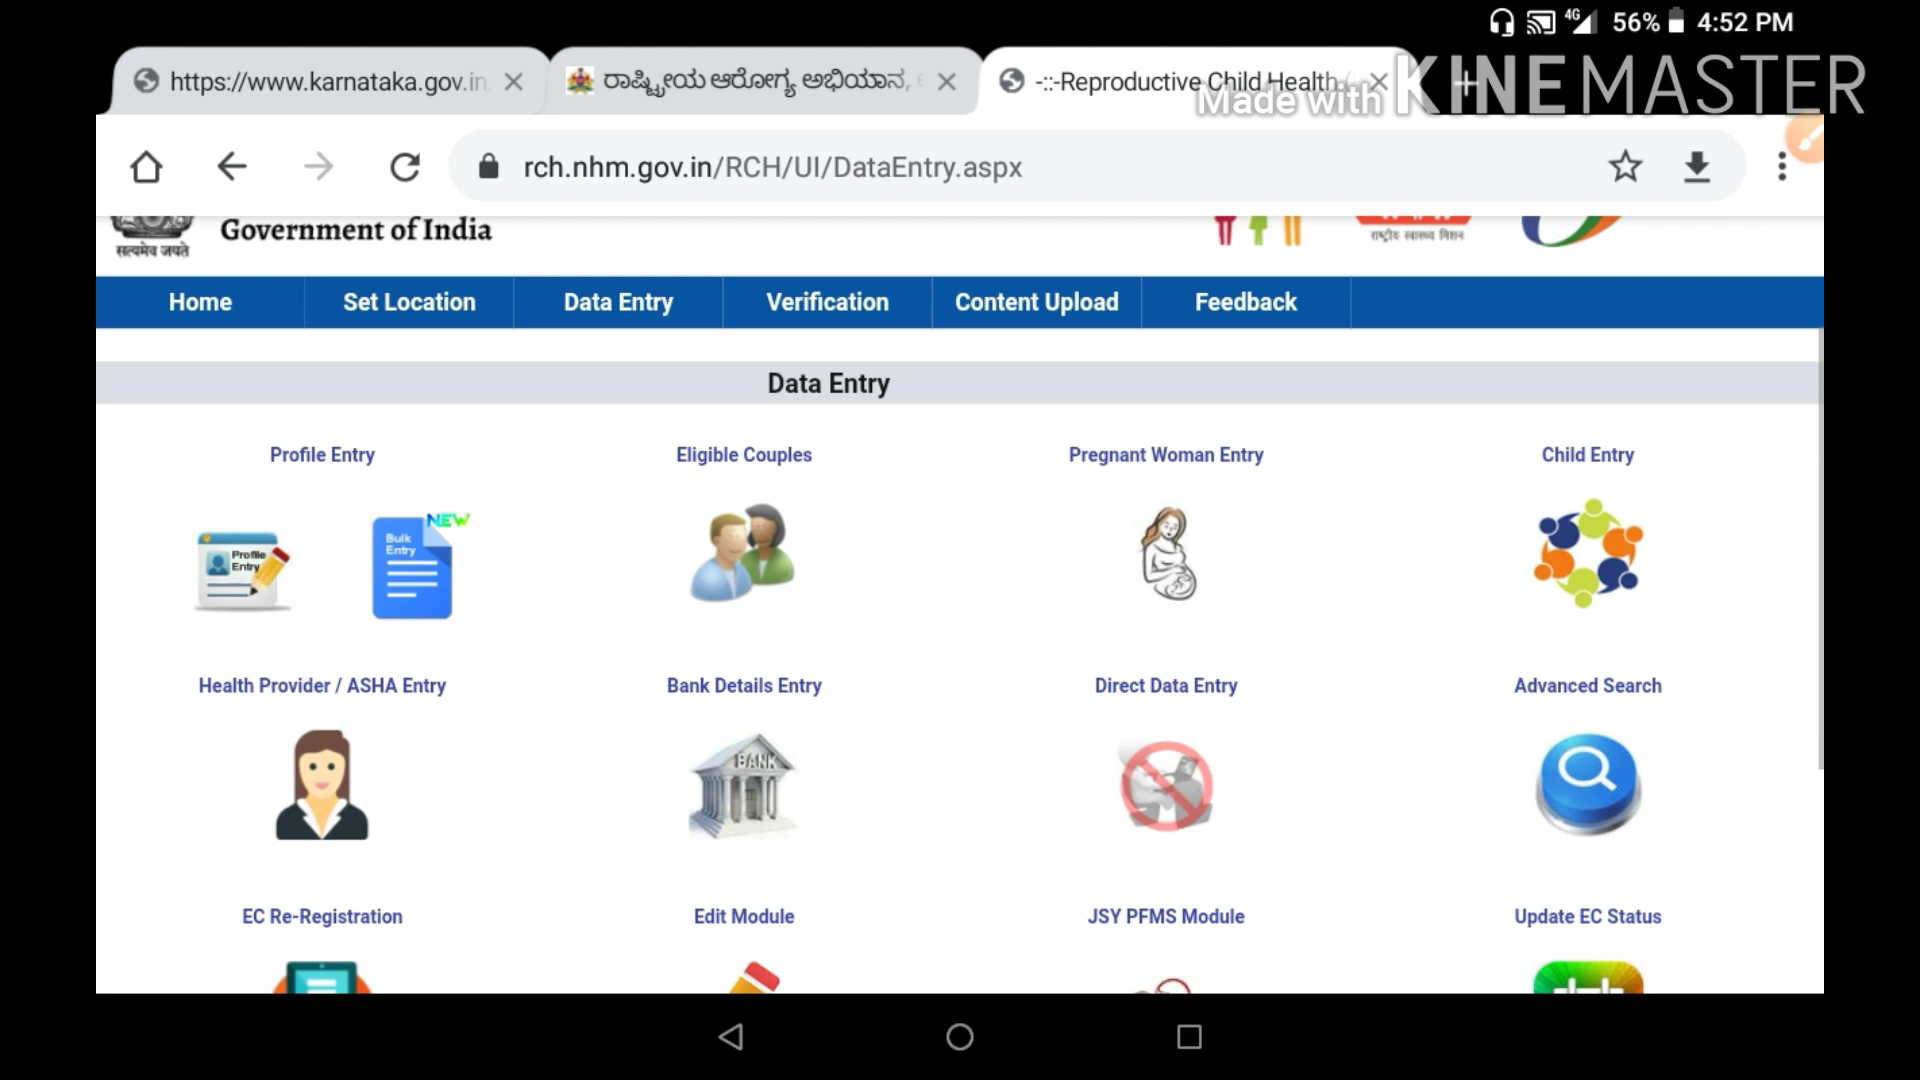 4G 56% 4:52 PM
https://www.karnataka.gov.in
ರಾಷ್ಟ್ರೀಯ ಆರೋಗ್ಯ ಅಭಿಯಾನ,
-::-Reproductive Child Health
Made with KINEMASTER
rch.nhm.gov.in/RCH/UI/DataEntry.aspx
सत्यमेव जयते
Government of India
राष्ट्रीय स्वास्थ्य मिशन
Home Set Location Data Entry Verification Content Upload Feedback
Data Entry
Profile Entry Eligible Couples Pregnant Woman Entry Child Entry
NEW
Bulk
Entry
Profile
Entry
Health Provider / ASHA Entry Bank Details Entry Direct Data Entry Advanced Search
BANK
EC Re-Registration Edit Module JSY PFMS Module Update EC Status